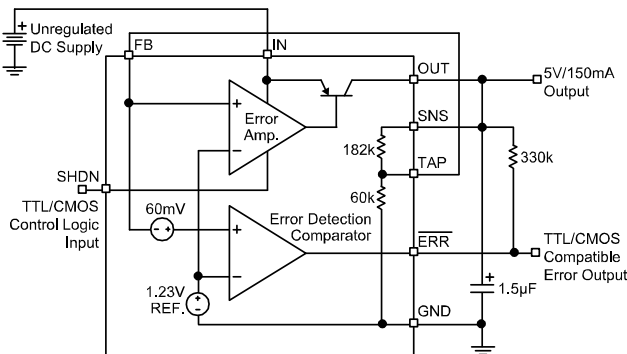 Unregulated
DC Supply
FB
IN
OUT
5V/150mA
Output
+
Error
Amp.
−
SNS
182k
330k
TAP
SHDN
TTL/CMOS
Control Logic
Input
60k
60mV
- +
+
Error Detection
Comparator
ERR
TTL/CMOS
Compatible
Error Output
−
1.23V
REF.
+
-
+
1.5µF
GND
+